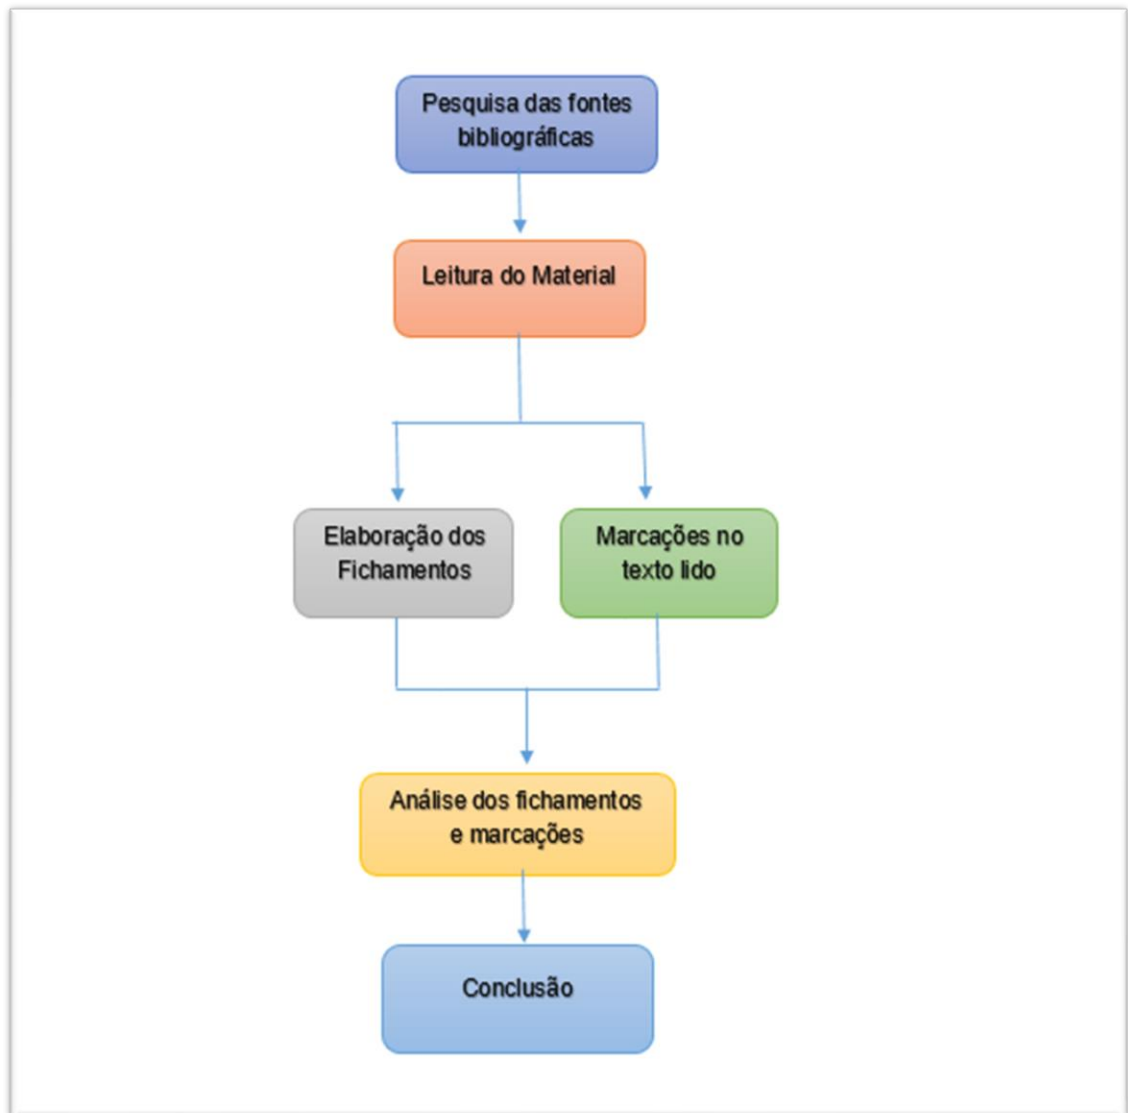 Pesquisa das fontes
bibliográficas
Leitura do Material
Elaboração dos
Fichamentos
Marcações no
texto lido
Análise dos fichamentos
e marcações
Conclusão